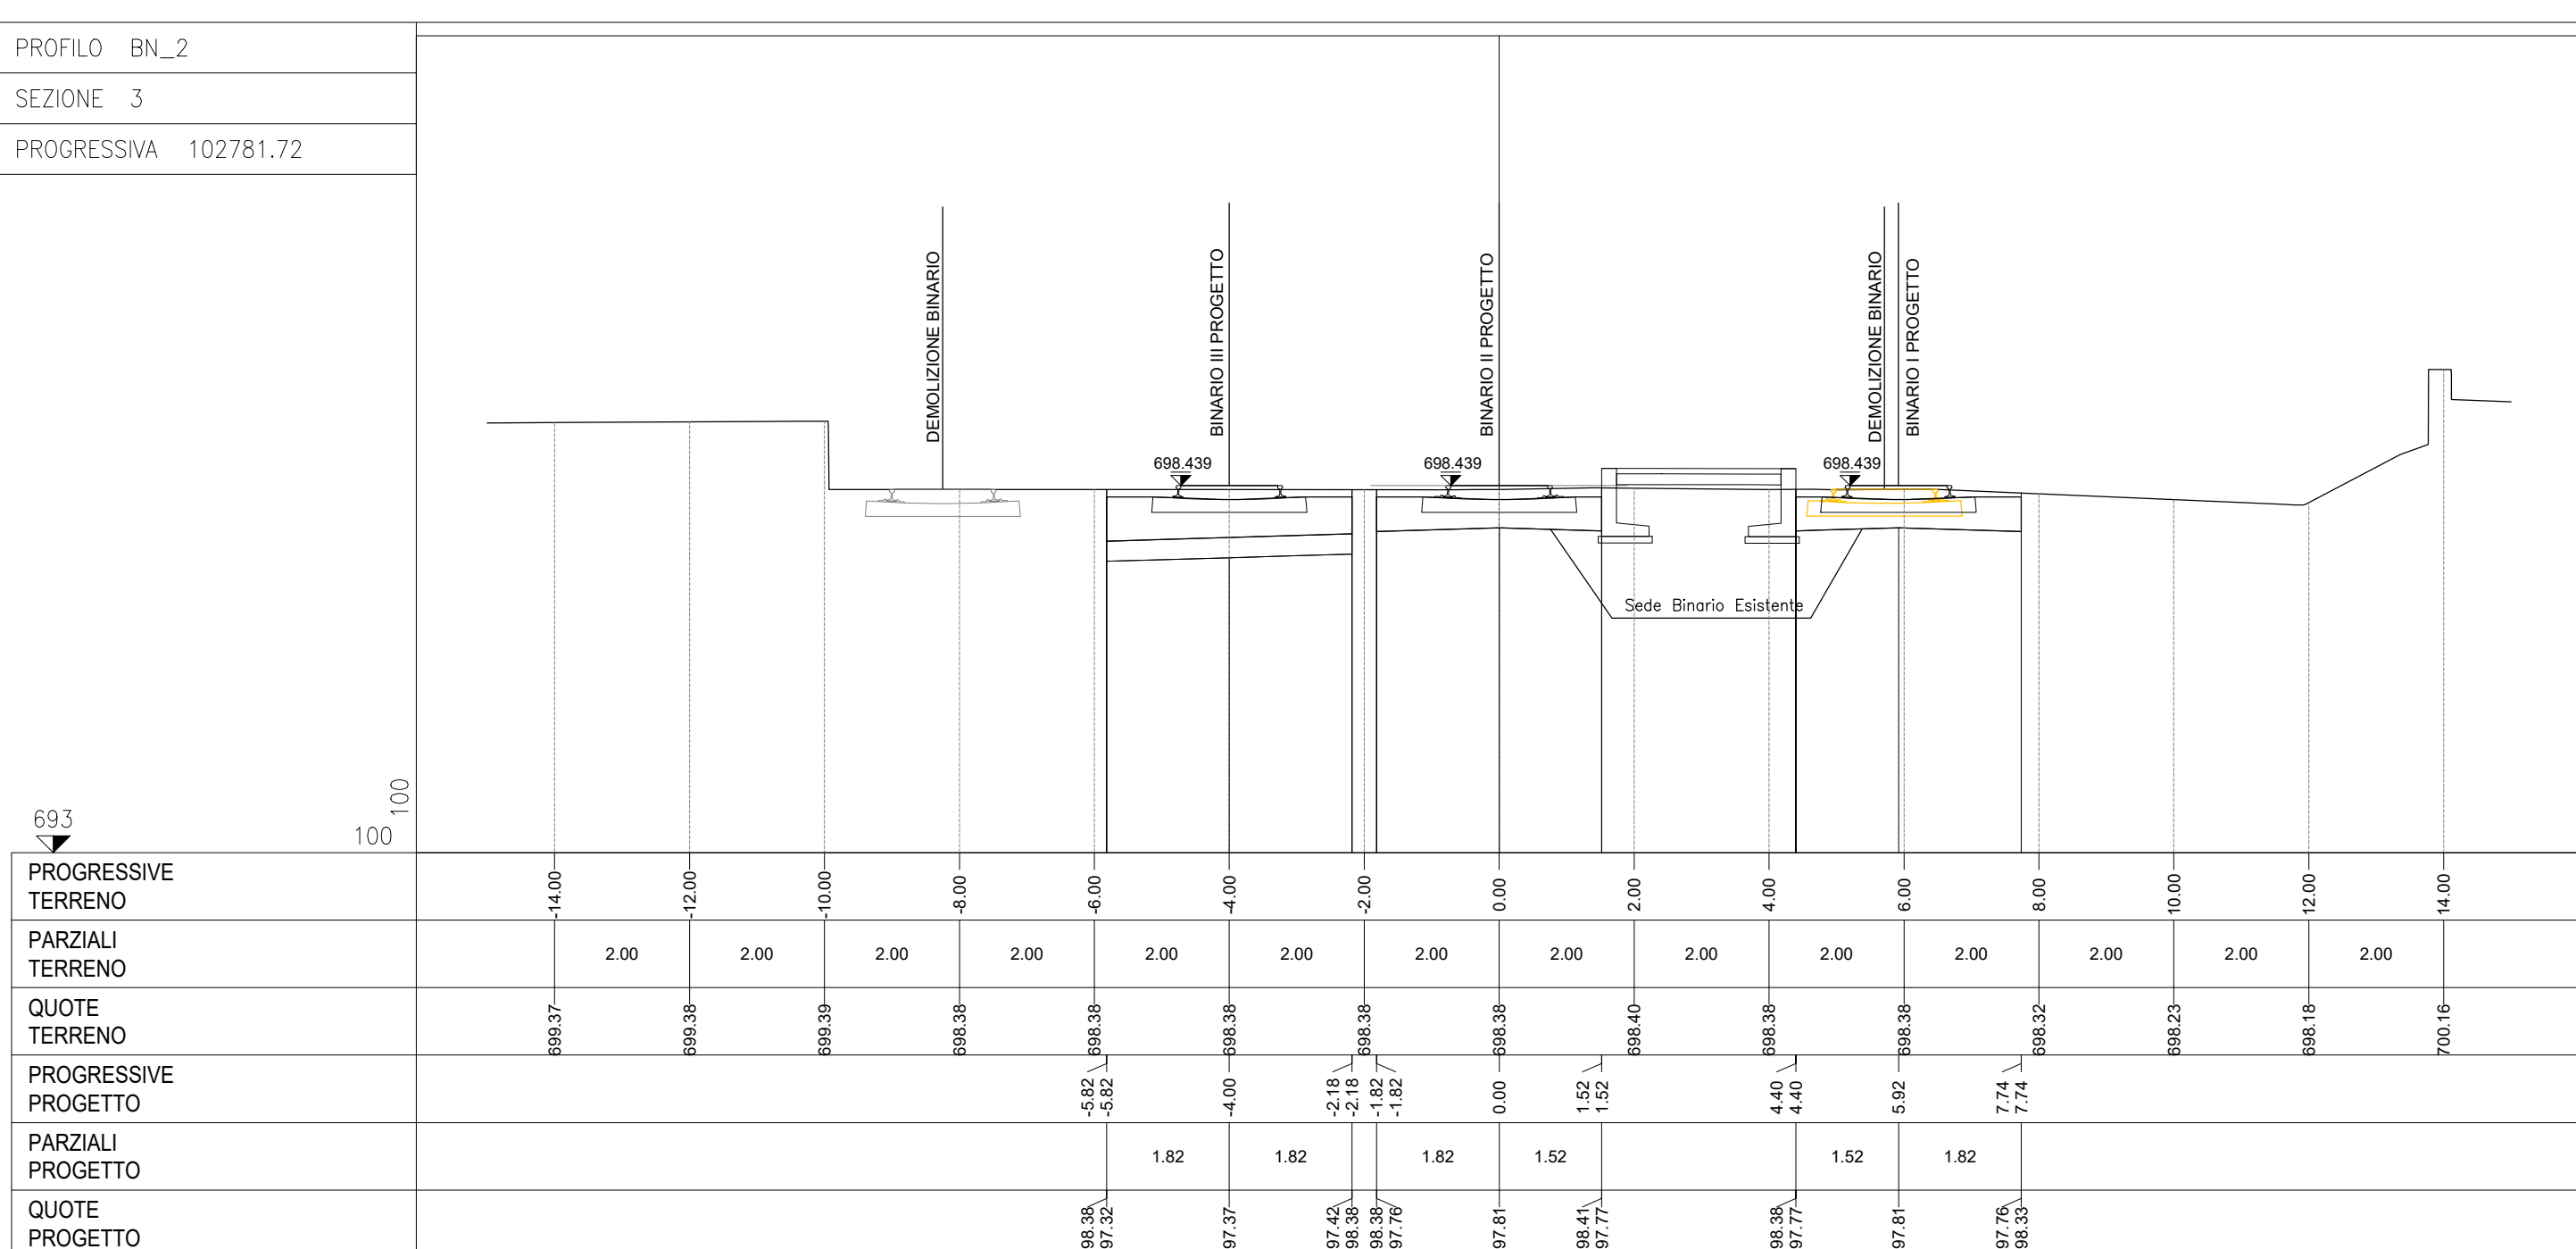 PROFILO BN_2
SEZIONE 3
PROGRESSIVA 102781.72
DEMOLIZIONE BINARIO
BINARIO III PROGETTO
BINARIO II PROGETTO
DEMOLIZIONE BINARIO
BINARIO I PROGETTO
698.439
698.439
698.439
Sede Binario Esistente
100
693
100
PROGRESSIVE
TERRENO
-14.00 -12.00 -10.00 -8.00 -6.00 -4.00 -2.00 0.00 2.00 4.00 6.00 8.00 10.00 12.00 14.00
PARZIALI
TERRENO
2.00 2.00 2.00 2.00 2.00 2.00 2.00 2.00 2.00 2.00 2.00 2.00 2.00 2.00
QUOTE
TERRENO
699.37 699.38 699.39 698.38 698.38 698.38 698.38 698.38 698.40 698.38 698.38 698.32 698.23 698.18 700.16
PROGRESSIVE
PROGETTO
-5.82 -5.82 -4.00 -2.18 -2.18 -1.82 -1.82 0.00 1.52 1.52 4.40 4.40 5.92 7.74 7.74
PARZIALI
PROGETTO
1.82 1.82 1.82 1.52 1.52 1.82
QUOTE
PROGETTO
98.38 97.32 97.37 97.42 98.38 98.38 97.76 97.81 98.41 97.77 98.38 97.77 97.81 97.76 98.33